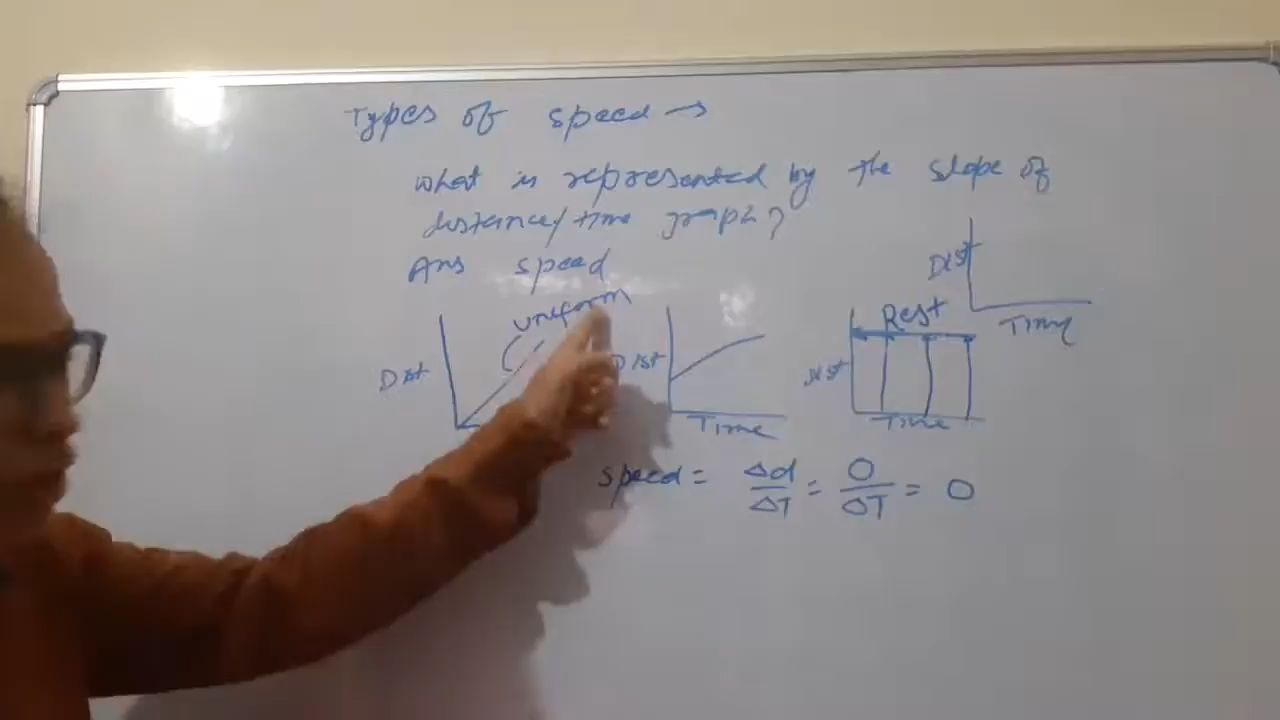 Types of speed →
What is represented by the slope of
distance/time graph?
Ans speed
Dist
Time
uniform
Rest
Dist
Dist
Time
Dist
Time
speed = Δd/ΔT = 0/ΔT = 0